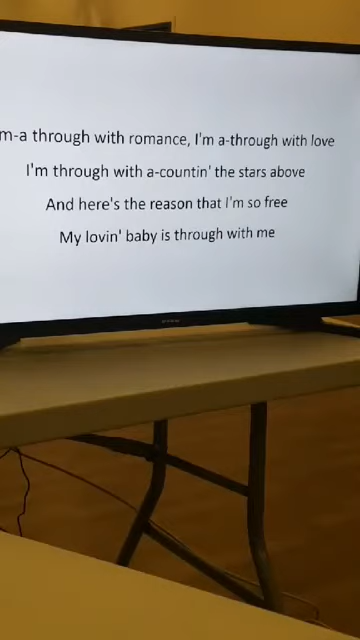 m-a through with romance, I'm a-through with love
I'm through with a-countin' the stars above
And here's the reason that I'm so free
My lovin' baby is through with me